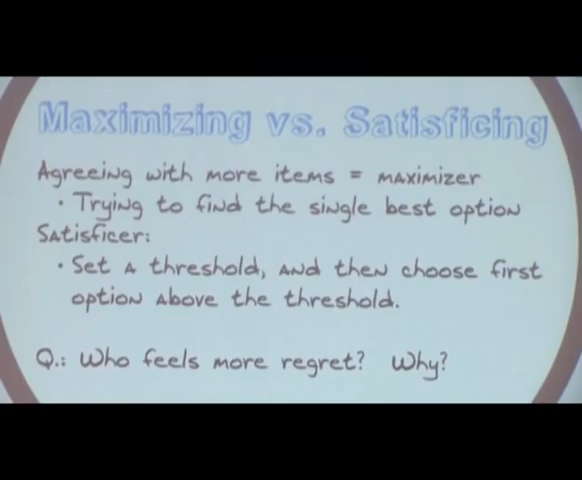 Maximizing vs. Satisficing
Agreeing with more items = maximizer
• Trying to find the single best option
Satisficer:
• Set a threshold, and then choose first
option above the threshold.
Q.: Who feels more regret? Why?